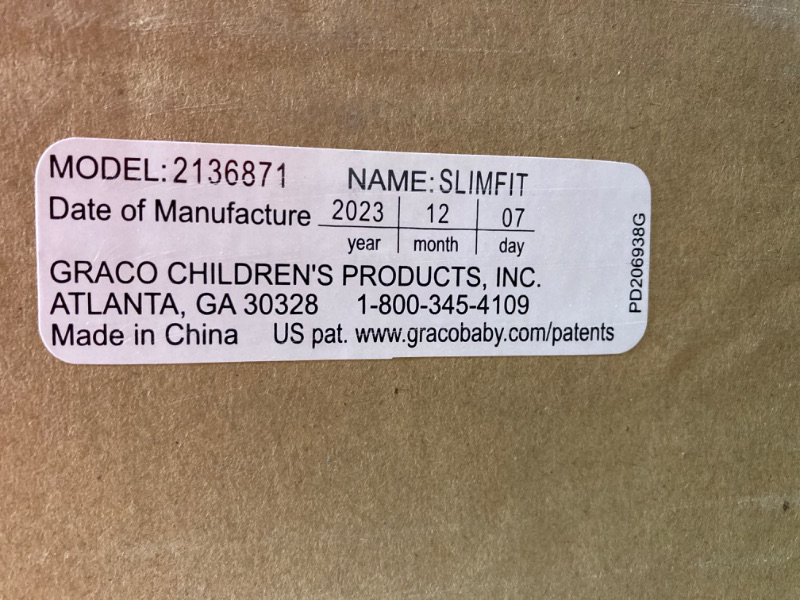 MODEL: 2136871 NAME: SLIMFIT
Date of Manufacture 2023 12 07
year month day
GRACO CHILDREN'S PRODUCTS, INC.
ATLANTA, GA 30328 1-800-345-4109
Made in China US pat. www.gracobaby.com/patents
PD206938G